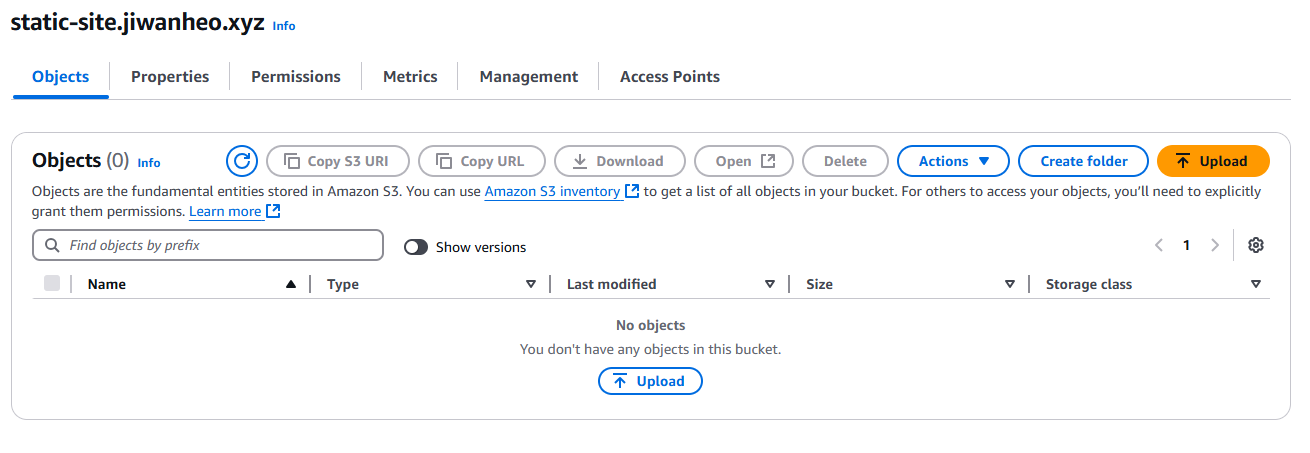 static-site.jiwanheo.xyz Info
Objects Properties Permissions Metrics Management Access Points
Objects (0) Info Copy S3 URI Copy URL Download Open Delete Actions Create folder Upload
Objects are the fundamental entities stored in Amazon S3. You can use Amazon S3 inventory to get a list of all objects in your bucket. For others to access your objects, you’ll need to explicitly
grant them permissions. Learn more
Find objects by prefix Show versions 1
Name Type Last modified Size Storage class
No objects
You don't have any objects in this bucket.
Upload